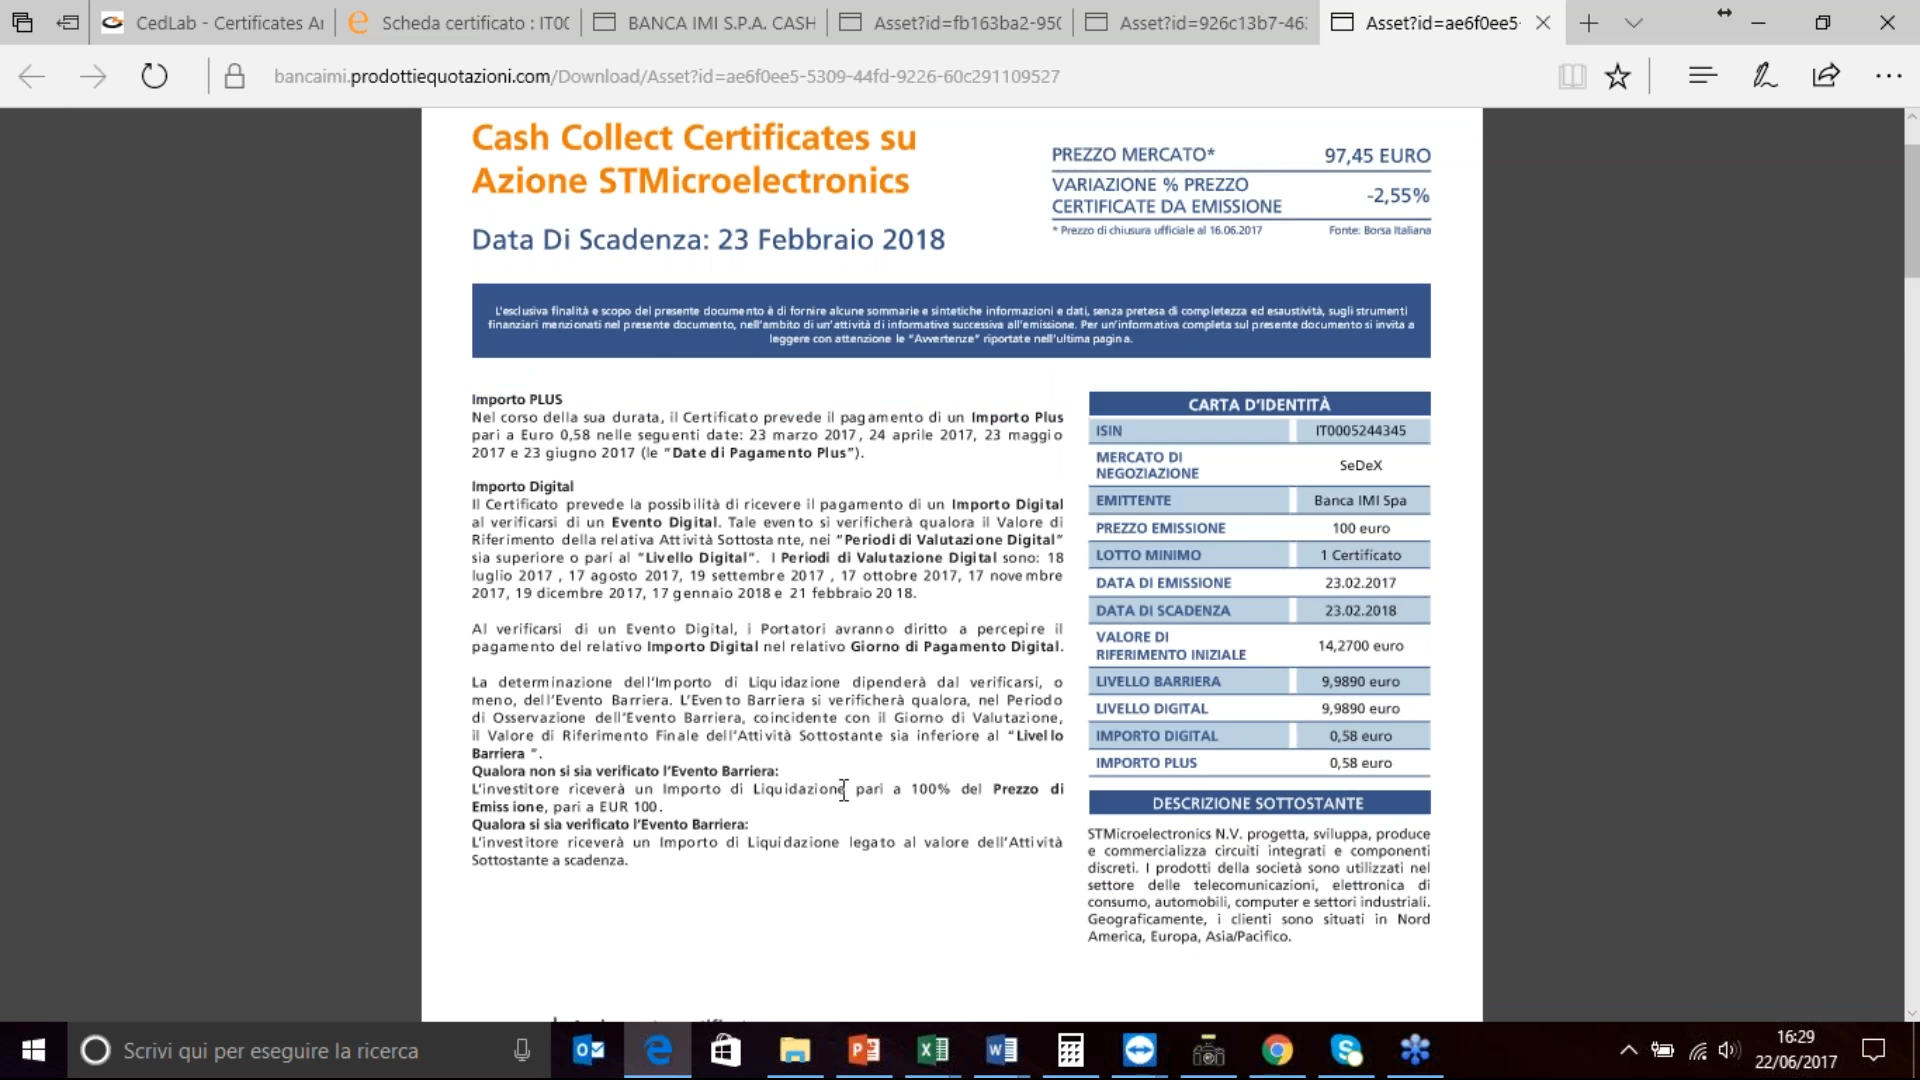 CedLab - Certificates Ar
Scheda certificato : IT00
BANCA IMI S.P.A. CASH
Asset?id=fb163ba2-950
Asset?id=926c13b7-46
Asset?id=ae6f0ee5-
bancaimi.prodottiequotazioni.com/Download/Asset?id=ae6f0ee5-5309-44fd-9226-60c291109527
Cash Collect Certificates su
Azione STMicroelectronics
Data Di Scadenza: 23 Febbraio 2018
PREZZO MERCATO* 97,45 EURO
VARIAZIONE % PREZZO
CERTIFICATE DA EMISSIONE -2,55%
* Prezzo di chiusura ufficiale al 16.06.2017 Fonte: Borsa Italiana
L'esclusiva finalità e scopo del presente documento è di fornire alcune sommarie e sintetiche informazioni e dati, senza pretesa di completezza ed esaustività, sugli strumenti
finanziari menzionati nel presente documento, nell'ambito di un'attività di informativa successiva all'emissione. Per un'informativa completa sul presente documento si invita a
leggere con attenzione le "Avvertenze" riportate nell'ultima pagina.
Importo PLUS
Nel corso della sua durata, il Certificato prevede il pagamento di un Importo Plus
pari a Euro 0,58 nelle seguenti date: 23 marzo 2017, 24 aprile 2017, 23 maggio
2017 e 23 giugno 2017 (le "Date di Pagamento Plus").
Importo Digital
Il Certificato prevede la possibilità di ricevere il pagamento di un Importo Digital
al verificarsi di un Evento Digital. Tale evento si verificherà qualora il Valore di
Riferimento della relativa Attività Sottostante, nei "Periodi di Valutazione Digital"
sia superiore o pari al "Livello Digital". I Periodi di Valutazione Digital sono: 18
luglio 2017 , 17 agosto 2017, 19 settembre 2017 , 17 ottobre 2017, 17 novembre
2017, 19 dicembre 2017, 17 gennaio 2018 e 21 febbraio 2018.
Al verificarsi di un Evento Digital, i Portatori avranno diritto a percepire il
pagamento del relativo Importo Digital nel relativo Giorno di Pagamento Digital.
La determinazione dell'Importo di Liquidazione dipenderà dal verificarsi, o
meno, dell'Evento Barriera. L'Evento Barriera si verificherà qualora, nel Periodo
di Osservazione dell'Evento Barriera, coincidente con il Giorno di Valutazione,
il Valore di Riferimento Finale dell'Attività Sottostante sia inferiore al "Livello
Barriera ".
Qualora non si sia verificato l'Evento Barriera:
L'investitore riceverà un Importo di Liquidazione pari a 100% del Prezzo di
Emissione, pari a EUR 100.
Qualora si sia verificato l'Evento Barriera:
L'investitore riceverà un Importo di Liquidazione legato al valore dell'Attività
Sottostante a scadenza.
CARTA D'IDENTITÀ
ISIN IT0005244345
MERCATO DI
NEGOZIAZIONE SeDeX
EMITTENTE Banca IMI Spa
PREZZO EMISSIONE 100 euro
LOTTO MINIMO 1 Certificato
DATA DI EMISSIONE 23.02.2017
DATA DI SCADENZA 23.02.2018
VALORE DI
RIFERIMENTO INIZIALE 14,2700 euro
LIVELLO BARRIERA 9,9890 euro
LIVELLO DIGITAL 9,9890 euro
IMPORTO DIGITAL 0,58 euro
IMPORTO PLUS 0,58 euro
DESCRIZIONE SOTTOSTANTE
STMicroelectronics N.V. progetta, sviluppa, produce
e commercializza circuiti integrati e componenti
discreti. I prodotti della società sono utilizzati nel
settore delle telecomunicazioni, elettronica di
consumo, automobili, computer e settori industriali.
Geograficamente, i clienti sono situati in Nord
America, Europa, Asia/Pacifico.
Scrivi qui per eseguire la ricerca
16:29
22/06/2017